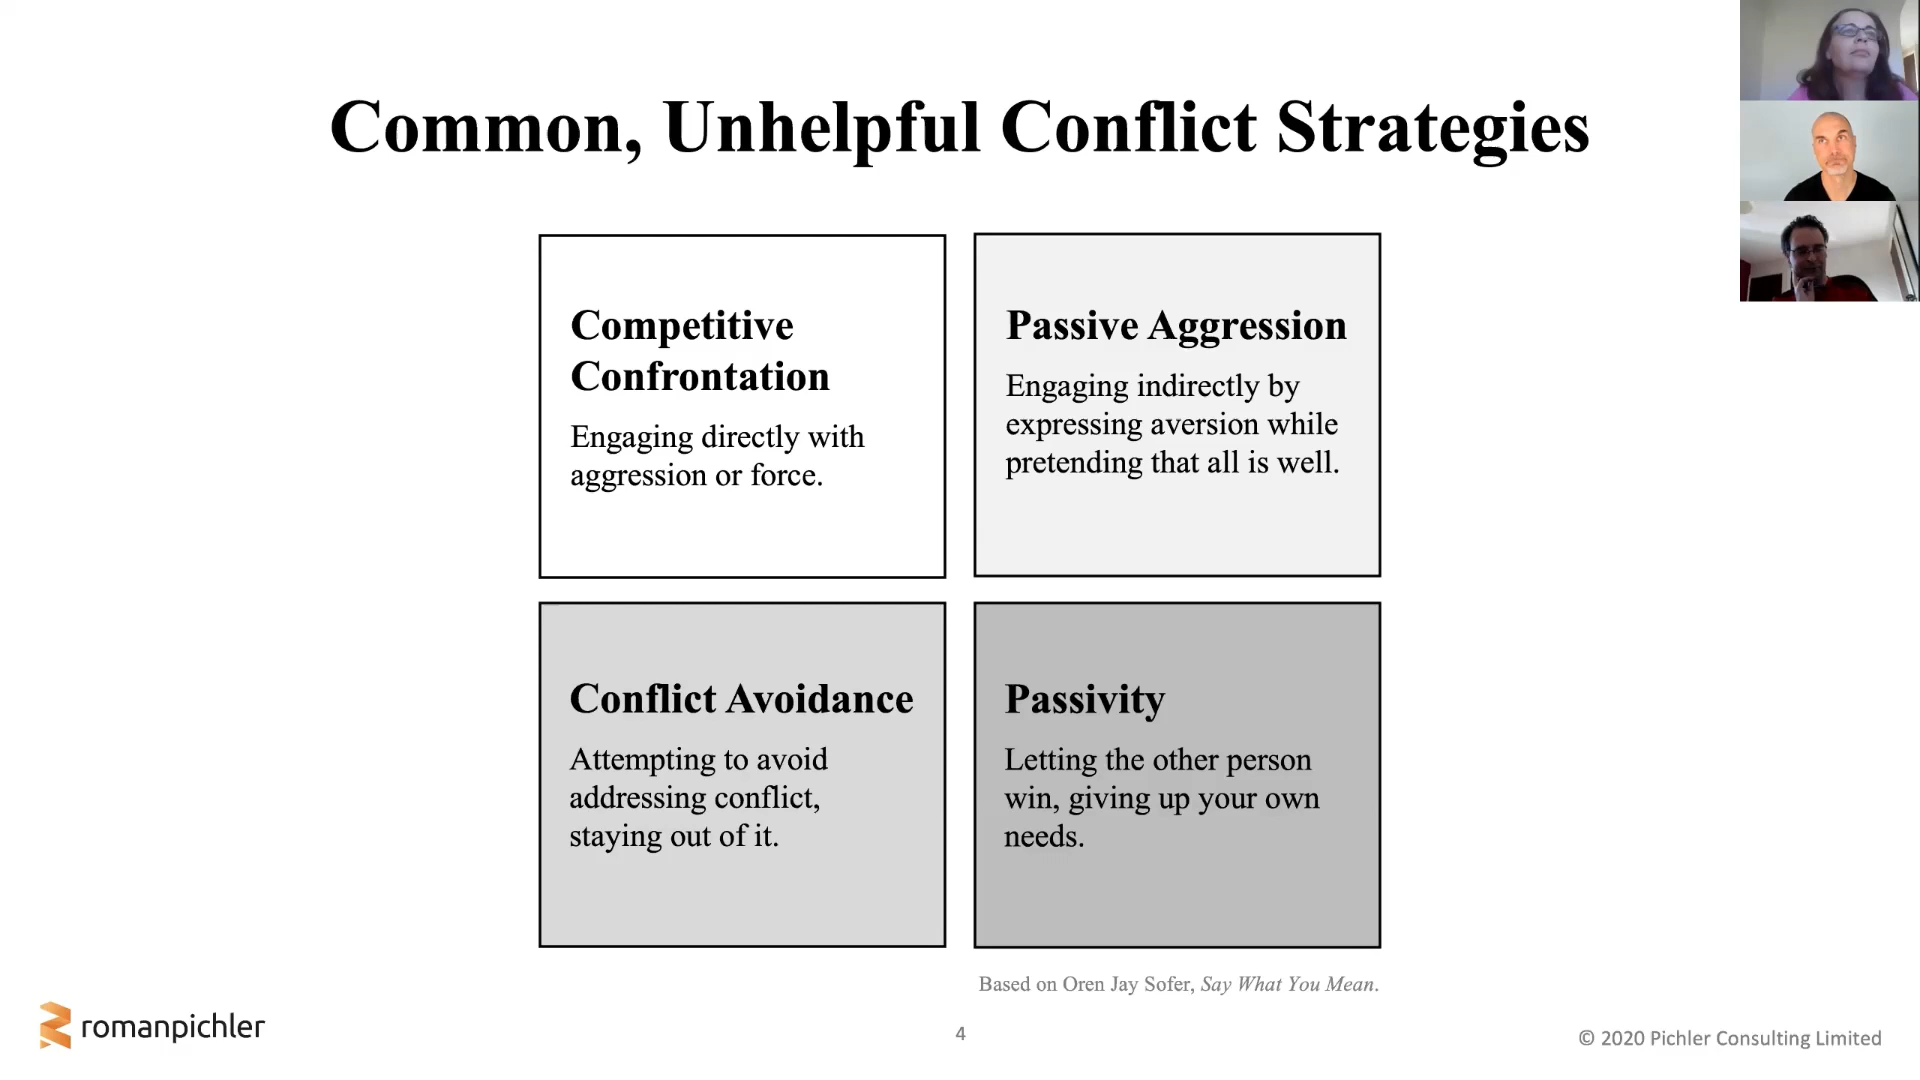 Common, Unhelpful Conflict Strategies
Competitive
Confrontation
Engaging directly with
aggression or force.
Passive Aggression
Engaging indirectly by
expressing aversion while
pretending that all is well.
Conflict Avoidance
Attempting to avoid
addressing conflict,
staying out of it.
Passivity
Letting the other person
win, giving up your own
needs.
Based on Oren Jay Sofer, Say What You Mean.
romanpichler
4
© 2020 Pichler Consulting Limited